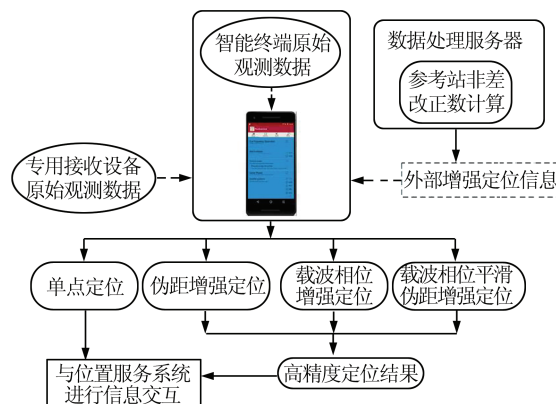 智能终端原始
观测数据
数据处理服务器
参考站非差
改正数计算
专用接收设备
原始观测数据
外部增强定位信息
单点定位
伪距增强定位
载波相位
增强定位
载波相位平滑
伪距增强定位
与位置服务系统
进行信息交互
高精度定位结果